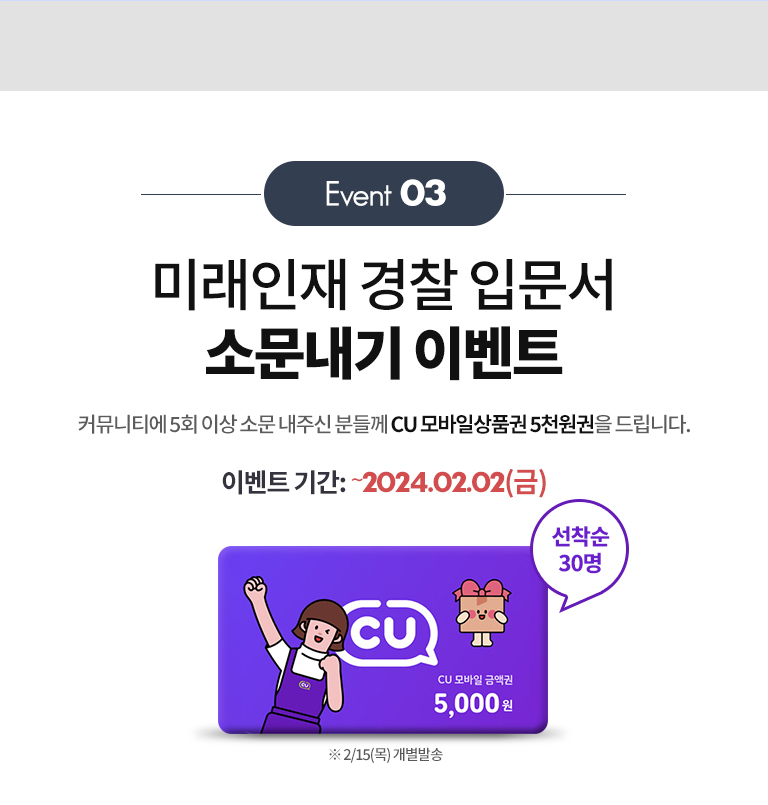 Event 03
미래인재 경찰 입문서
소문내기 이벤트
커뮤니티에 5회 이상 소문 내주신 분들께 CU 모바일상품권 5천원권을 드립니다.
이벤트 기간: ~2024.02.02(금)
선착순
30명
CU
CU
CU 모바일 금액권
5,000원
※ 2/15(목) 개별발송